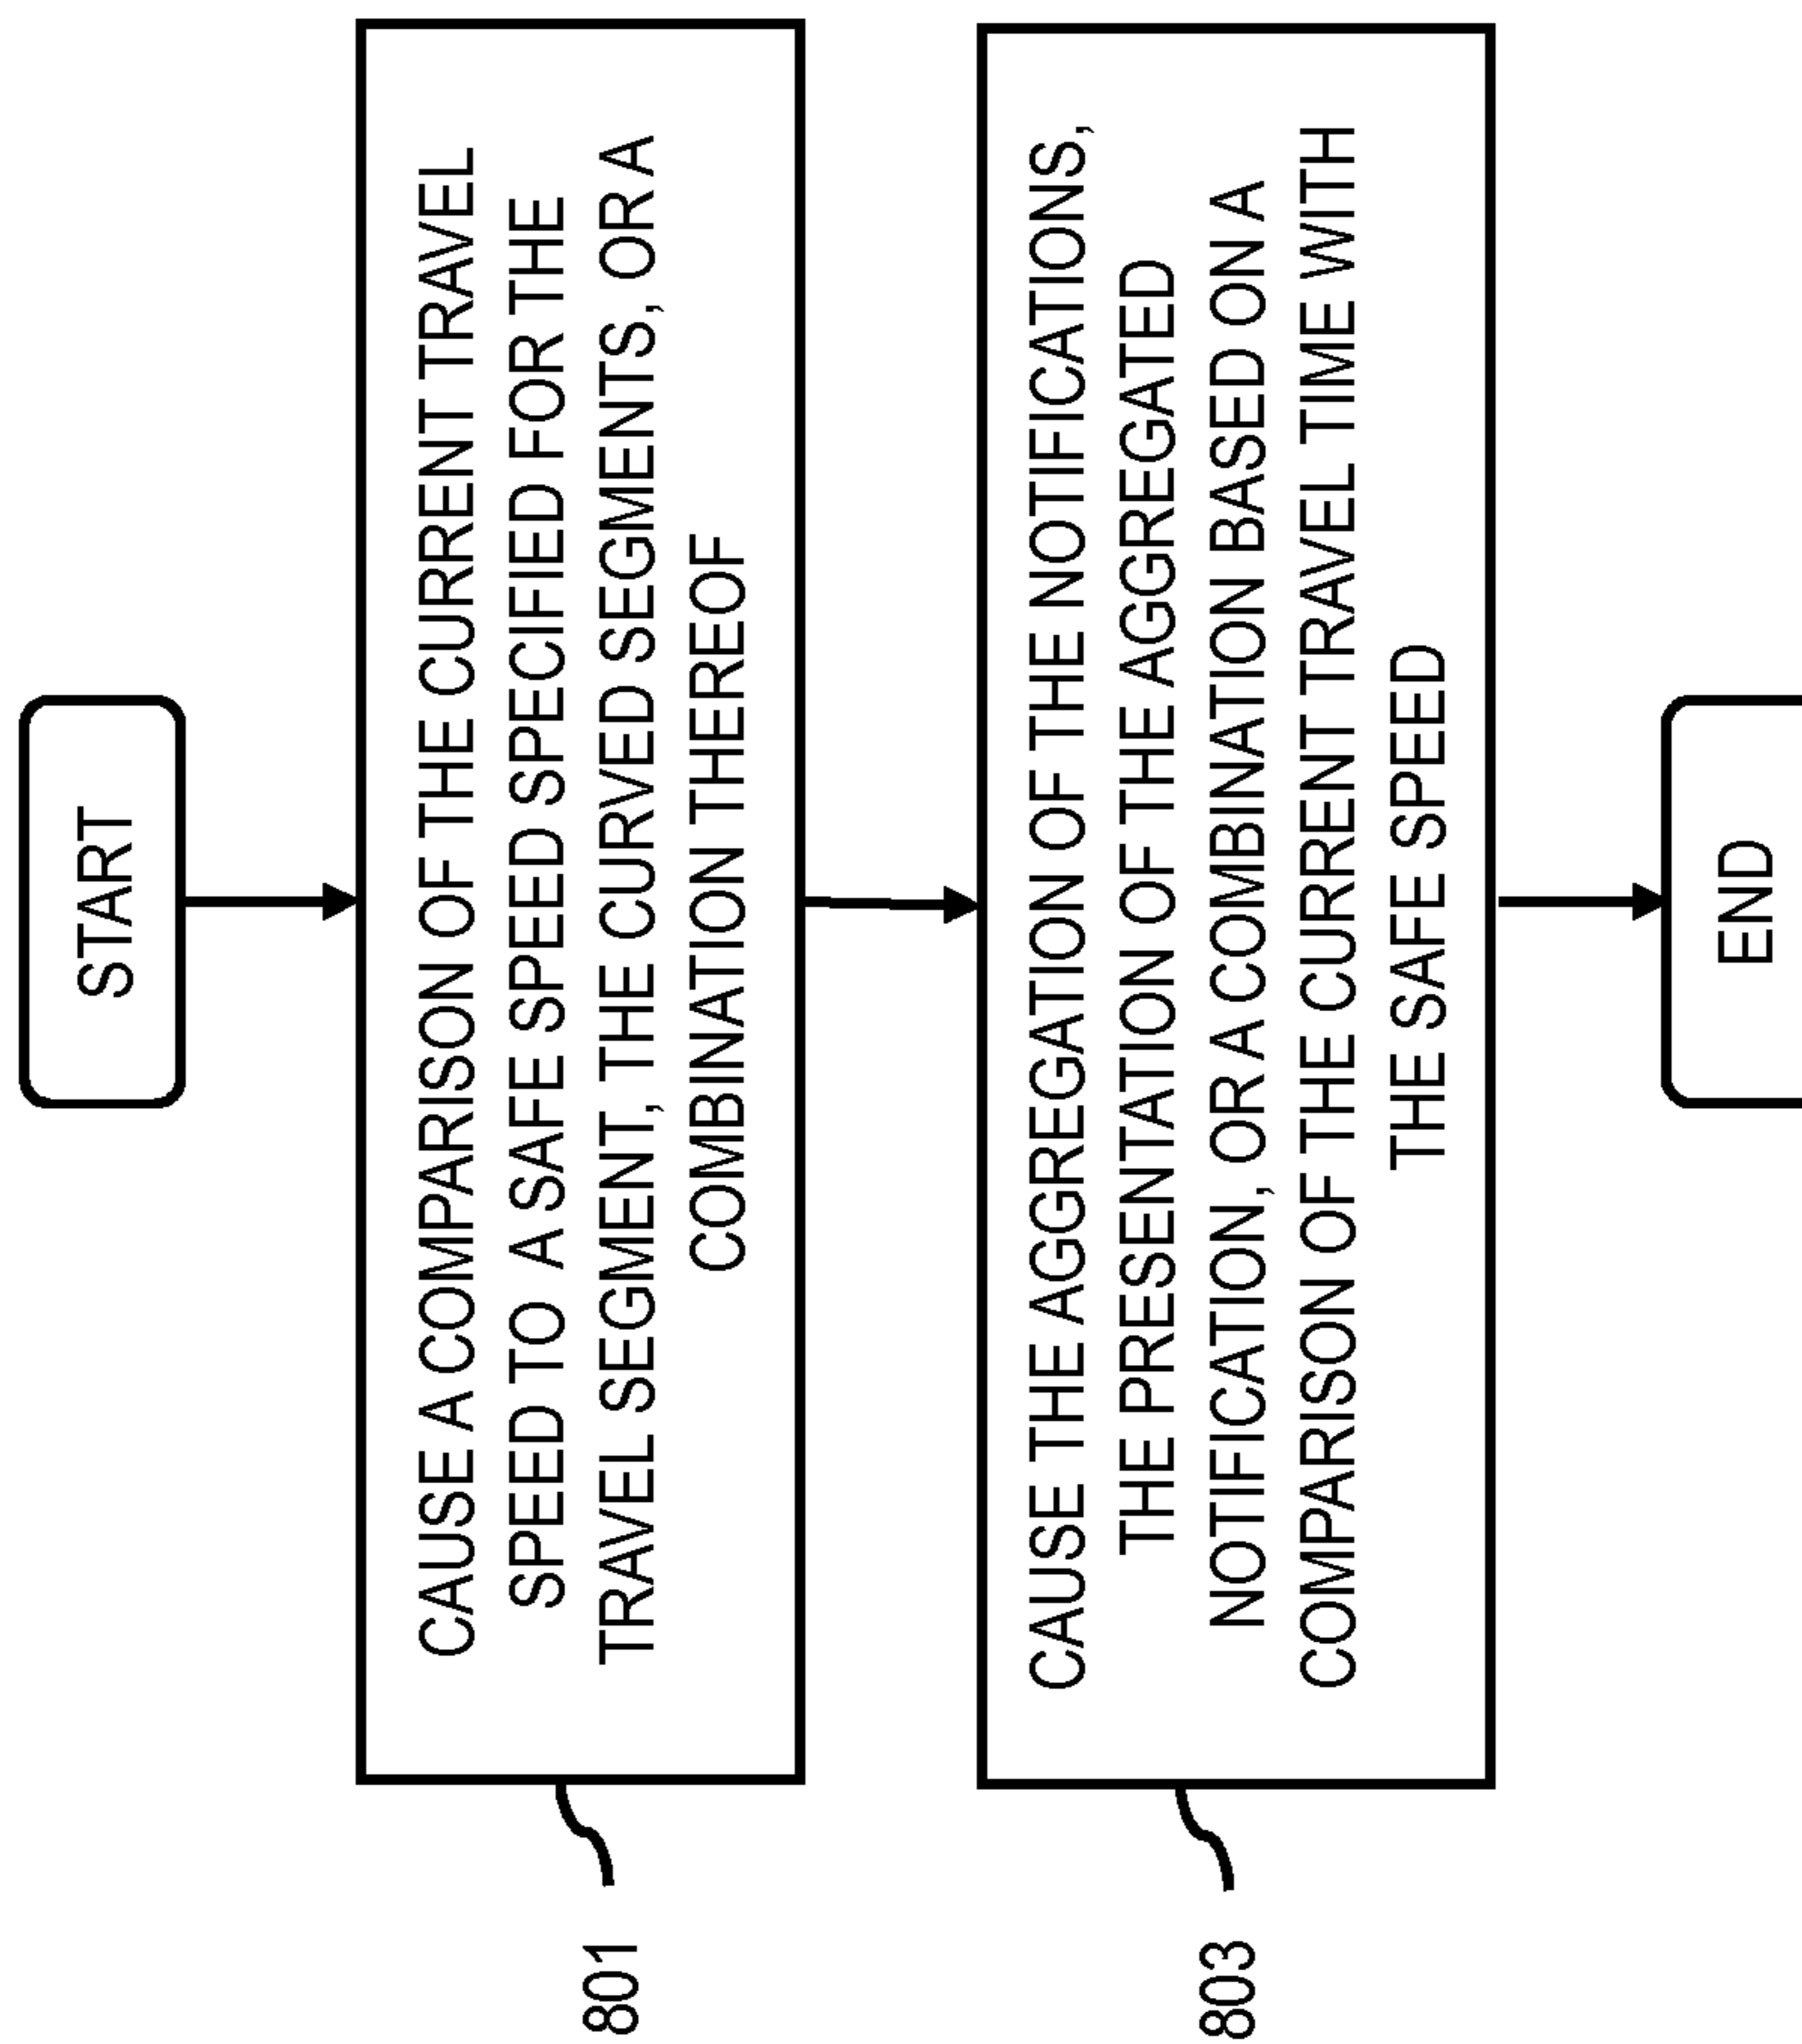 START
CAUSE A COMPARISON OF THE CURRENT TRAVEL
SPEED TO A SAFE SPEED SPECIFIED FOR THE
TRAVEL SEGMENT, THE CURVED SEGMENTS, OR A
COMBINATION THEREOF
801
CAUSE THE AGGREGATION OF THE NOTIFICATIONS,
THE PRESENTATION OF THE AGGREGATED
NOTIFICATION, OR A COMBINATION BASED ON A
COMPARISON OF THE CURRENT TRAVEL TIME WITH
THE SAFE SPEED
803
END